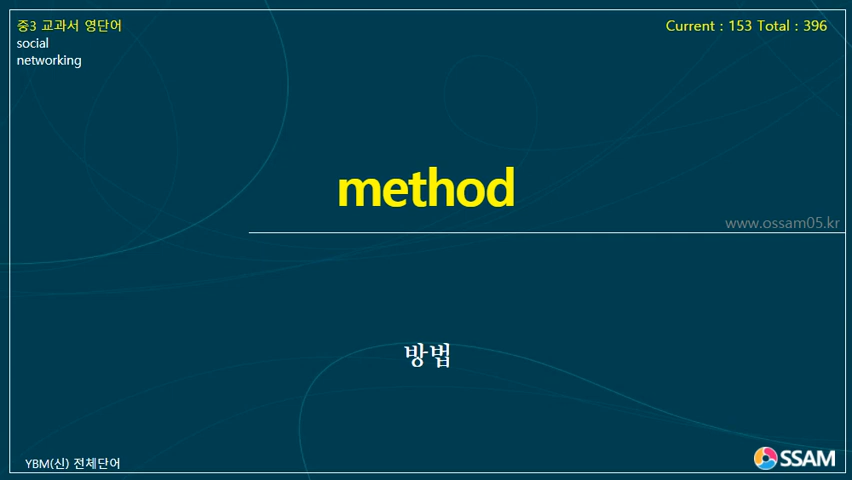 중3 교과서 영단어
Current : 153 Total : 396
social
networking
method
www.ossam05.kr
방법
YBM(신) 전체단어
OSSAM